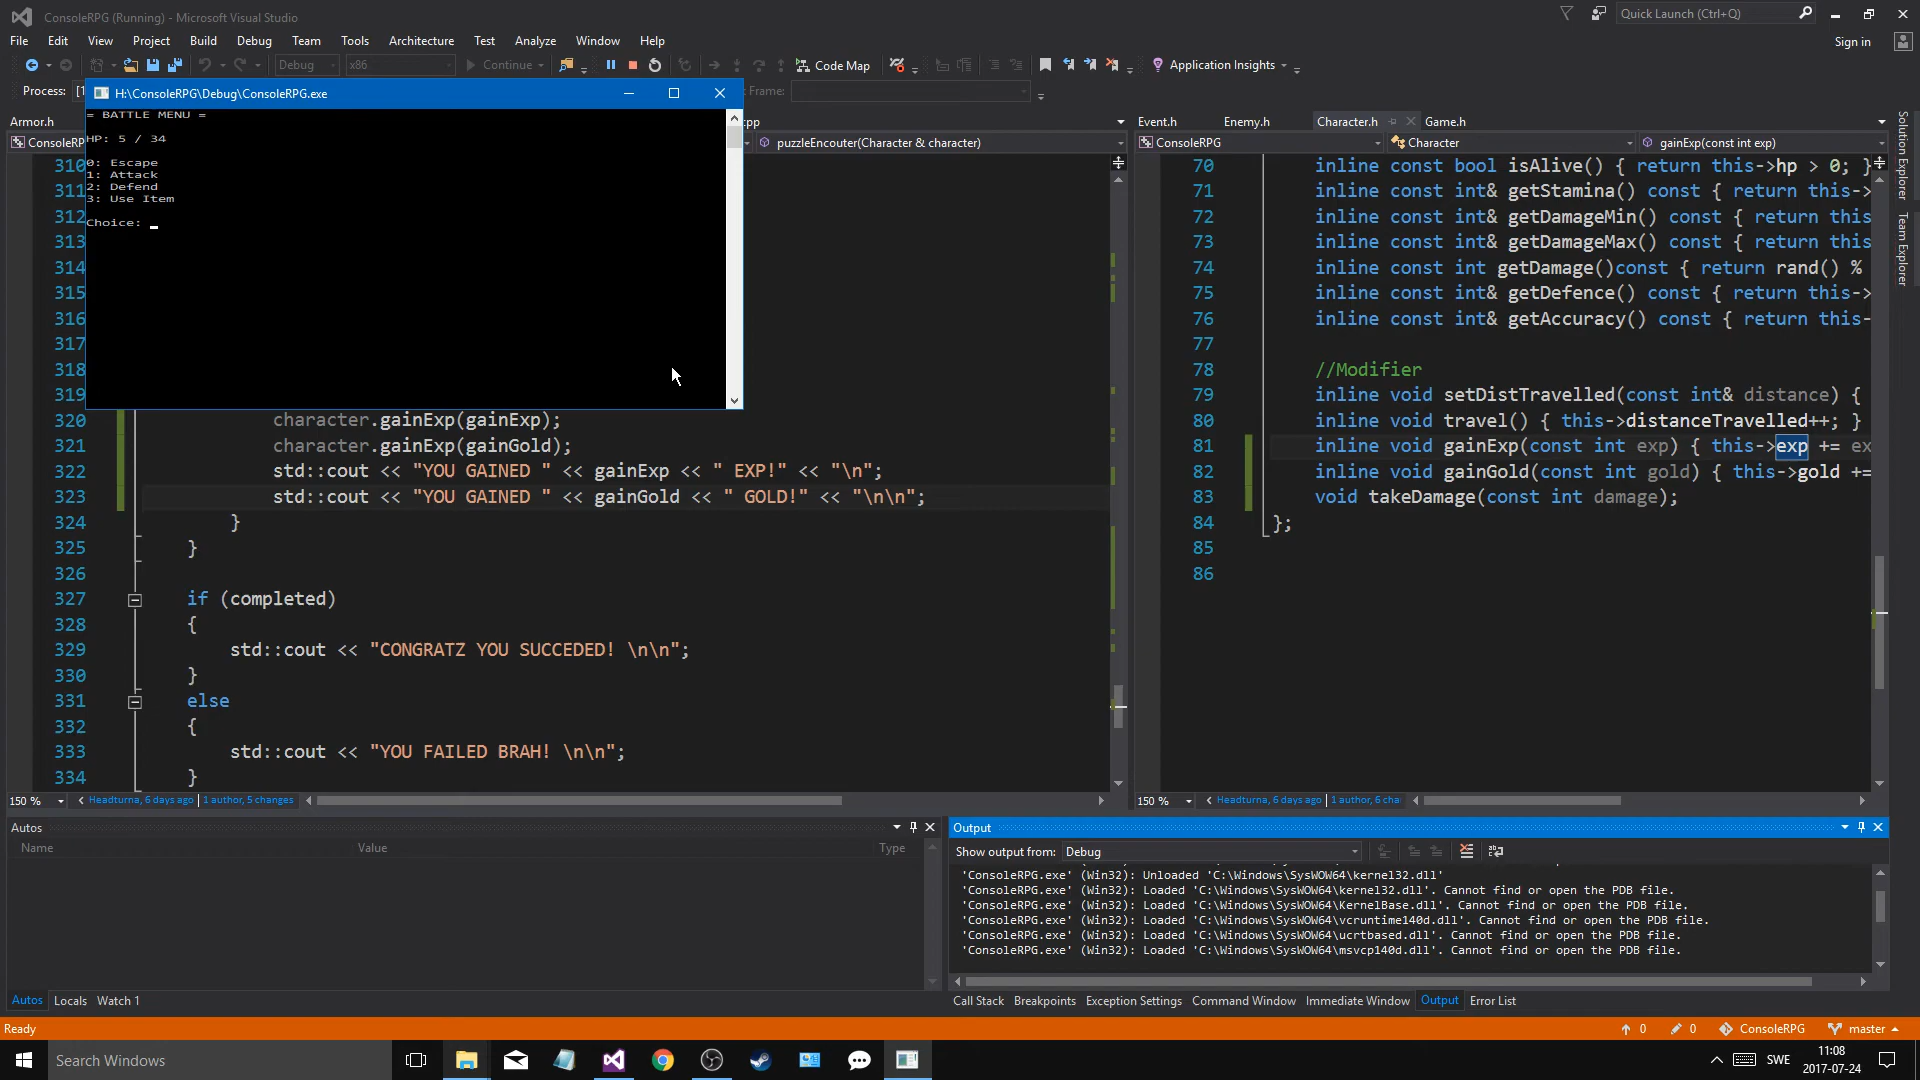 ConsoleRPG (Running) - Microsoft Visual Studio
Quick Launch (Ctrl+Q)
File Edit View Project Build Debug Team Tools Architecture Test Analyze Window Help
Sign in
Debug x86 Continue Code Map Application Insights
Process: Frame:
H:\ConsoleRPG\Debug\ConsoleRPG.exe
= BATTLE MENU =
HP: 5 / 34
0: Escape
1: Attack
2: Defend
3: Use Item
Choice:
Armor.h cpp
ConsoleRP puzzleEncouter(Character & character)
310
311
312
313
314
315
316
317
318
319
320 character.gainExp(gainExp);
321 character.gainExp(gainGold);
322 std::cout << "YOU GAINED " << gainExp << " EXP!" << "\n";
323 std::cout << "YOU GAINED " << gainGold << " GOLD!" << "\n\n";
324 }
325 }
326
327 if (completed)
328 {
329 std::cout << "CONGRATZ YOU SUCCEDED! \n\n";
330 }
331 else
332 {
333 std::cout << "YOU FAILED BRAH! \n\n";
334 }
150 % Headturna, 6 days ago | 1 author, 5 changes
Event.h Enemy.h Character.h Game.h
ConsoleRPG Character gainExp(const int exp)
70 inline const bool isAlive() { return this->hp > 0; }
71 inline const int& getStamina() const { return this->
72 inline const int& getDamageMin() const { return this
73 inline const int& getDamageMax() const { return this
74 inline const int getDamage()const { return rand() %
75 inline const int& getDefence() const { return this->
76 inline const int& getAccuracy() const { return this-
77
78 //Modifier
79 inline void setDistTravelled(const int& distance) {
80 inline void travel() { this->distanceTravelled++; }
81 inline void gainExp(const int exp) { this->exp += ex
82 inline void gainGold(const int gold) { this->gold +=
83 void takeDamage(const int damage);
84 };
85
86
150 % Headturna, 6 days ago | 1 author, 6 cha
Solution Explorer
Team Explorer
Autos
Name Value Type
Autos Locals Watch 1
Output
Show output from: Debug
'ConsoleRPG.exe' (Win32): Unloaded 'C:\Windows\SysWOW64\kernel32.dll'
'ConsoleRPG.exe' (Win32): Loaded 'C:\Windows\SysWOW64\kernel32.dll'. Cannot find or open the PDB file.
'ConsoleRPG.exe' (Win32): Loaded 'C:\Windows\SysWOW64\KernelBase.dll'. Cannot find or open the PDB file.
'ConsoleRPG.exe' (Win32): Loaded 'C:\Windows\SysWOW64\vcruntime140d.dll'. Cannot find or open the PDB file.
'ConsoleRPG.exe' (Win32): Loaded 'C:\Windows\SysWOW64\ucrtbased.dll'. Cannot find or open the PDB file.
'ConsoleRPG.exe' (Win32): Loaded 'C:\Windows\SysWOW64\msvcp140d.dll'. Cannot find or open the PDB file.
Call Stack Breakpoints Exception Settings Command Window Immediate Window Output Error List
Ready 0 0 ConsoleRPG master
Search Windows
SWE
11:08
2017-07-24